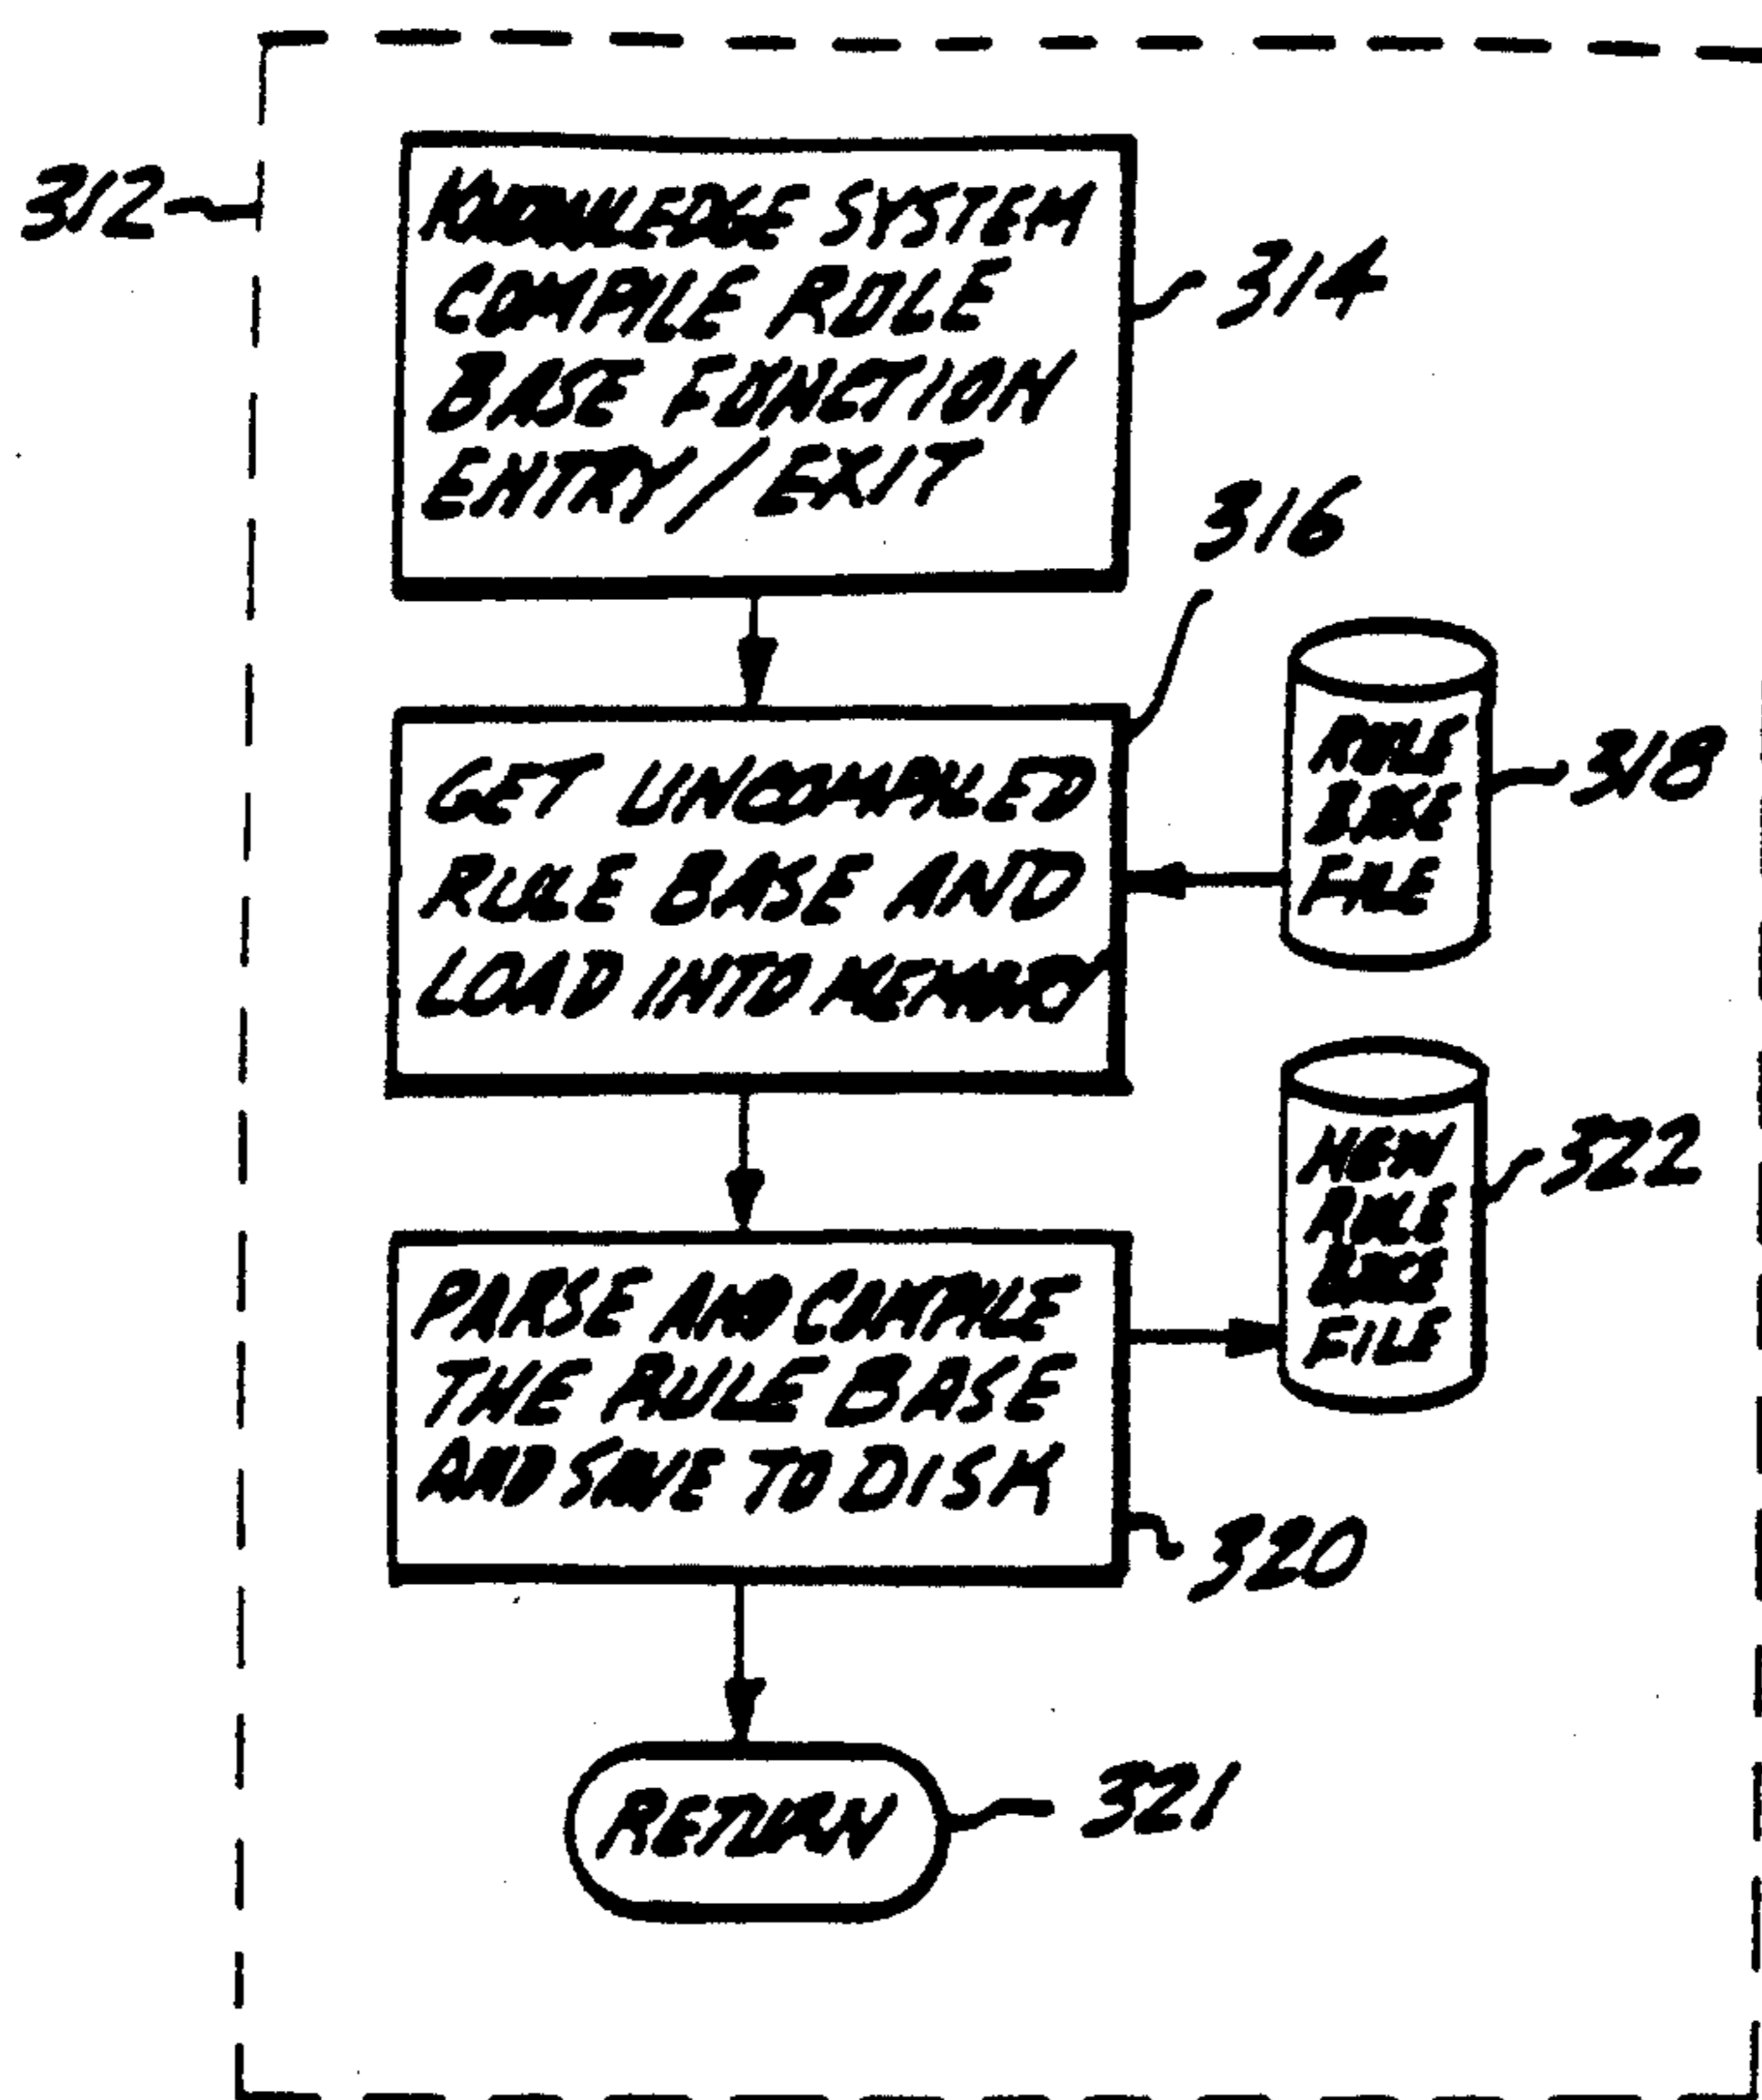 312
KNOWLEDGE SYSTEM
COMPILE RULE
BASE FUNCTION
ENTRY/EXIT
314
316
GET UNCOMPILED
RULE BASE AND
LOAD INTO MEMORY
RULE
BASE
FILE
318
NEW
RULE
BASE
FILE
322
PARSE AND COMPILE
THE RULE BASE
AND SAVE TO DISK
320
RETURN
321